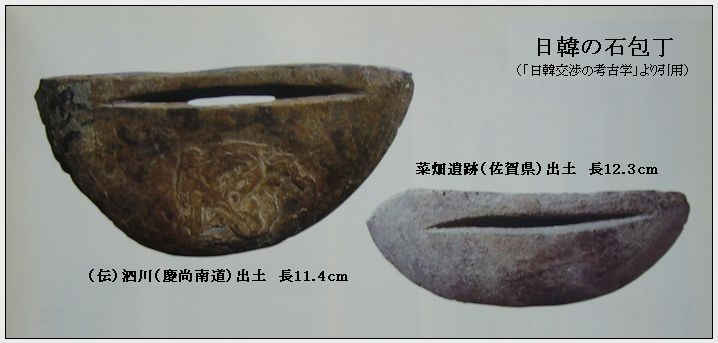 日韓の石包丁
（「日韓交渉の考古学」より引用）
菜畑遺跡（佐賀県）出土　長12.3cm
（伝）泗川（慶尚南道）出土　長11.4cm